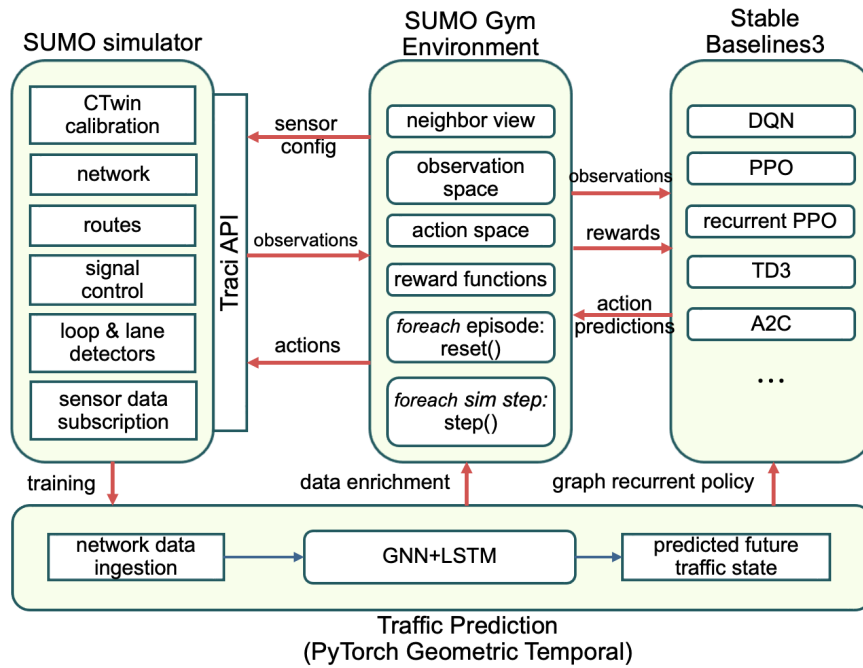 SUMO simulator
CTwin
calibration
network
routes
signal
control
loop & lane
detectors
sensor data
subscription
Traci API
sensor
config
observations
actions
SUMO Gym
Environment
neighbor view
observation
space
action space
reward functions
foreach episode:
reset()
foreach sim step:
step()
observations
rewards
action
predictions
Stable
Baselines3
DQN
PPO
recurrent PPO
TD3
A2C
...
training
data enrichment
graph recurrent policy
network data
ingestion
GNN+LSTM
predicted future
traffic state
Traffic Prediction
(PyTorch Geometric Temporal)